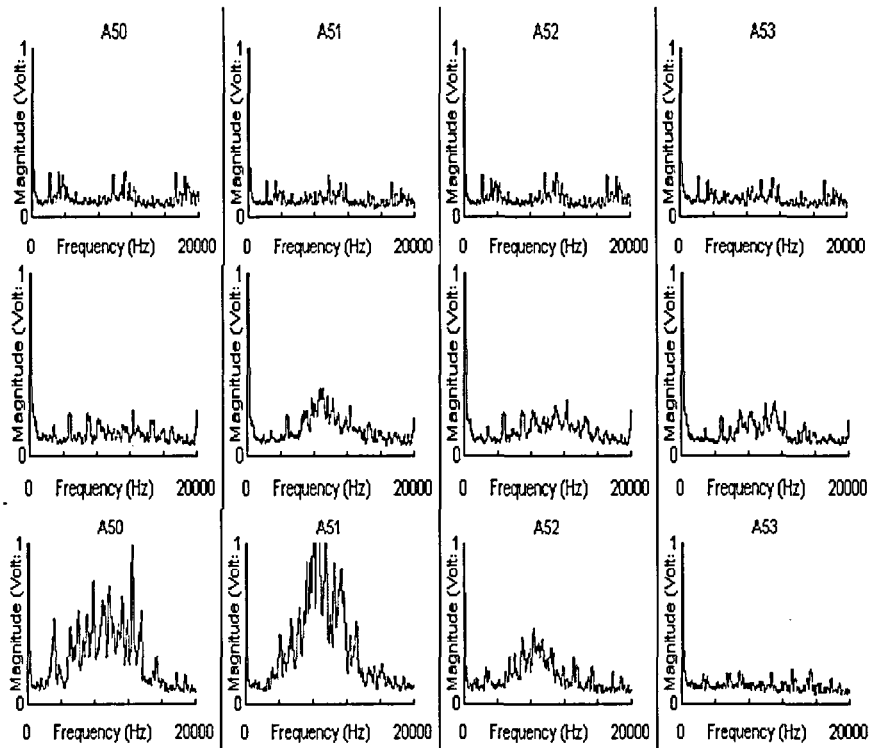 A50 A51 A52 A53
Magnitude (Volt: Magnitude (Volt: Magnitude (Volt: Magnitude (Volt:
1 1 1 1
0 0 0 0
0 Frequency (Hz) 20000 0 Frequency (Hz) 20000 0 Frequency (Hz) 20000 0 Frequency (Hz) 20000
Magnitude (Volt: Magnitude (Volt: Magnitude (Volt: Magnitude (Volt:
1 1 1 1
0 0 0 0
0 Frequency (Hz) 20000 0 Frequency (Hz) 20000 0 Frequency (Hz) 20000 0 Frequency (Hz) 20000
A50 A51 A52 A53
Magnitude (Volt: Magnitude (Volt: Magnitude (Volt: Magnitude (Volt:
1 1 1 1
0 0 0 0
0 Frequency (Hz) 20000 0 Frequency (Hz) 20000 0 Frequency (Hz) 20000 0 Frequency (Hz) 20000